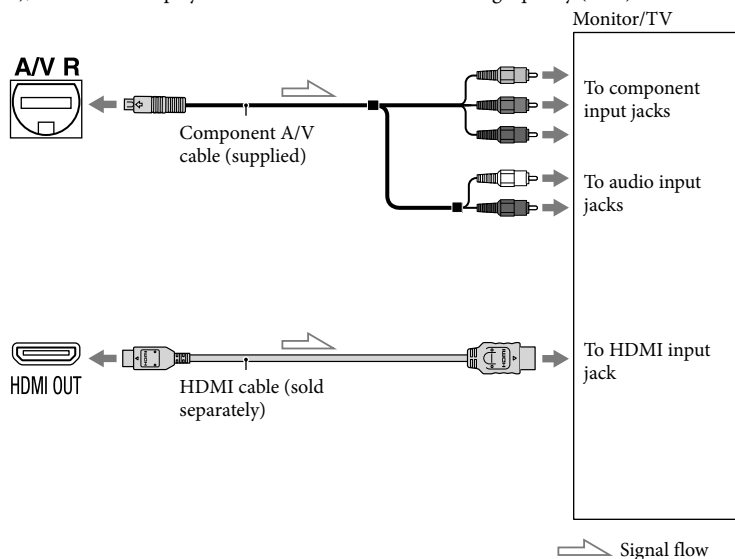 Monitor/TV
A/V R
To component
input jacks
Component A/V
cable (supplied)
To audio input
jacks
To HDMI input
jack
HDMI OUT
HDMI cable (sold
separately)
Signal flow